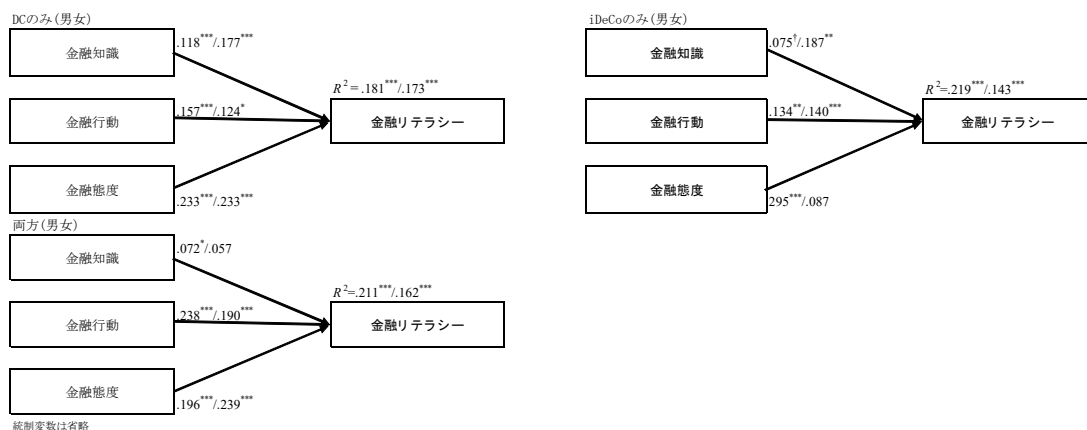 DCのみ(男女)
金融知識
.118***/.177***
R² = .181***/.173***
金融行動
.157***/.124*
金融リテラシー
金融態度
.233***/.233***
iDeCoのみ(男女)
金融知識
.075†/.187**
R²=.219***/.143***
金融行動
.134**/.140***
金融リテラシー
金融態度
295***/.087
両方(男女)
金融知識
.072*/.057
R²=.211***/.162***
金融行動
.238***/.190***
金融リテラシー
金融態度
.196***/.239***
統制変数は省略